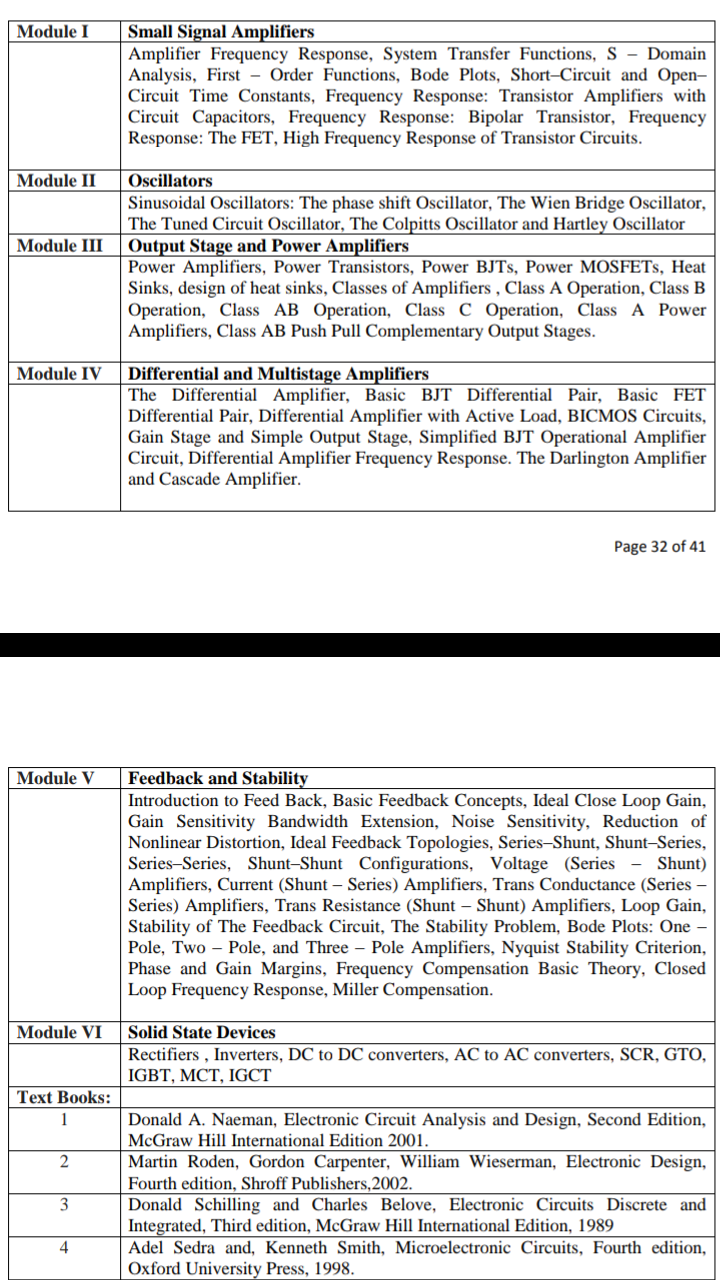 Module I Small Signal Amplifiers
Amplifier Frequency Response, System Transfer Functions, S – Domain
Analysis, First – Order Functions, Bode Plots, Short–Circuit and Open–
Circuit Time Constants, Frequency Response: Transistor Amplifiers with
Circuit Capacitors, Frequency Response: Bipolar Transistor, Frequency
Response: The FET, High Frequency Response of Transistor Circuits.
Module II Oscillators
Sinusoidal Oscillators: The phase shift Oscillator, The Wien Bridge Oscillator,
The Tuned Circuit Oscillator, The Colpitts Oscillator and Hartley Oscillator
Module III Output Stage and Power Amplifiers
Power Amplifiers, Power Transistors, Power BJTs, Power MOSFETs, Heat
Sinks, design of heat sinks, Classes of Amplifiers , Class A Operation, Class B
Operation, Class AB Operation, Class C Operation, Class A Power
Amplifiers, Class AB Push Pull Complementary Output Stages.
Module IV Differential and Multistage Amplifiers
The Differential Amplifier, Basic BJT Differential Pair, Basic FET
Differential Pair, Differential Amplifier with Active Load, BICMOS Circuits,
Gain Stage and Simple Output Stage, Simplified BJT Operational Amplifier
Circuit, Differential Amplifier Frequency Response. The Darlington Amplifier
and Cascade Amplifier.
Page 32 of 41
Module V Feedback and Stability
Introduction to Feed Back, Basic Feedback Concepts, Ideal Close Loop Gain,
Gain Sensitivity Bandwidth Extension, Noise Sensitivity, Reduction of
Nonlinear Distortion, Ideal Feedback Topologies, Series–Shunt, Shunt–Series,
Series–Series, Shunt–Shunt Configurations, Voltage (Series – Shunt)
Amplifiers, Current (Shunt – Series) Amplifiers, Trans Conductance (Series –
Series) Amplifiers, Trans Resistance (Shunt – Shunt) Amplifiers, Loop Gain,
Stability of The Feedback Circuit, The Stability Problem, Bode Plots: One –
Pole, Two – Pole, and Three – Pole Amplifiers, Nyquist Stability Criterion,
Phase and Gain Margins, Frequency Compensation Basic Theory, Closed
Loop Frequency Response, Miller Compensation.
Module VI Solid State Devices
Rectifiers , Inverters, DC to DC converters, AC to AC converters, SCR, GTO,
IGBT, MCT, IGCT
Text Books:
1 Donald A. Naeman, Electronic Circuit Analysis and Design, Second Edition,
McGraw Hill International Edition 2001.
2 Martin Roden, Gordon Carpenter, William Wieserman, Electronic Design,
Fourth edition, Shroff Publishers,2002.
3 Donald Schilling and Charles Belove, Electronic Circuits Discrete and
Integrated, Third edition, McGraw Hill International Edition, 1989
4 Adel Sedra and, Kenneth Smith, Microelectronic Circuits, Fourth edition,
Oxford University Press, 1998.